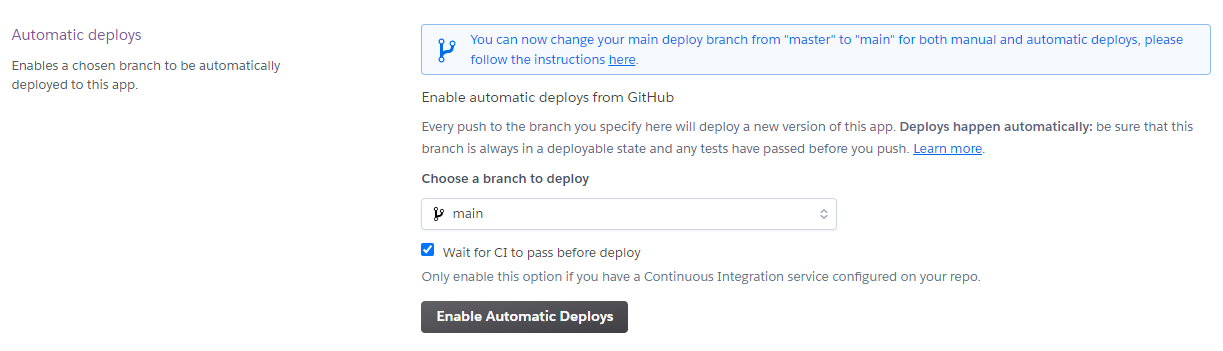 Automatic deploys
Enables a chosen branch to be automatically
deployed to this app.
You can now change your main deploy branch from "master" to "main" for both manual and automatic deploys, please
follow the instructions here.
Enable automatic deploys from GitHub
Every push to the branch you specify here will deploy a new version of this app. Deploys happen automatically: be sure that this
branch is always in a deployable state and any tests have passed before you push. Learn more.
Choose a branch to deploy
main
Wait for CI to pass before deploy
Only enable this option if you have a Continuous Integration service configured on your repo.
Enable Automatic Deploys